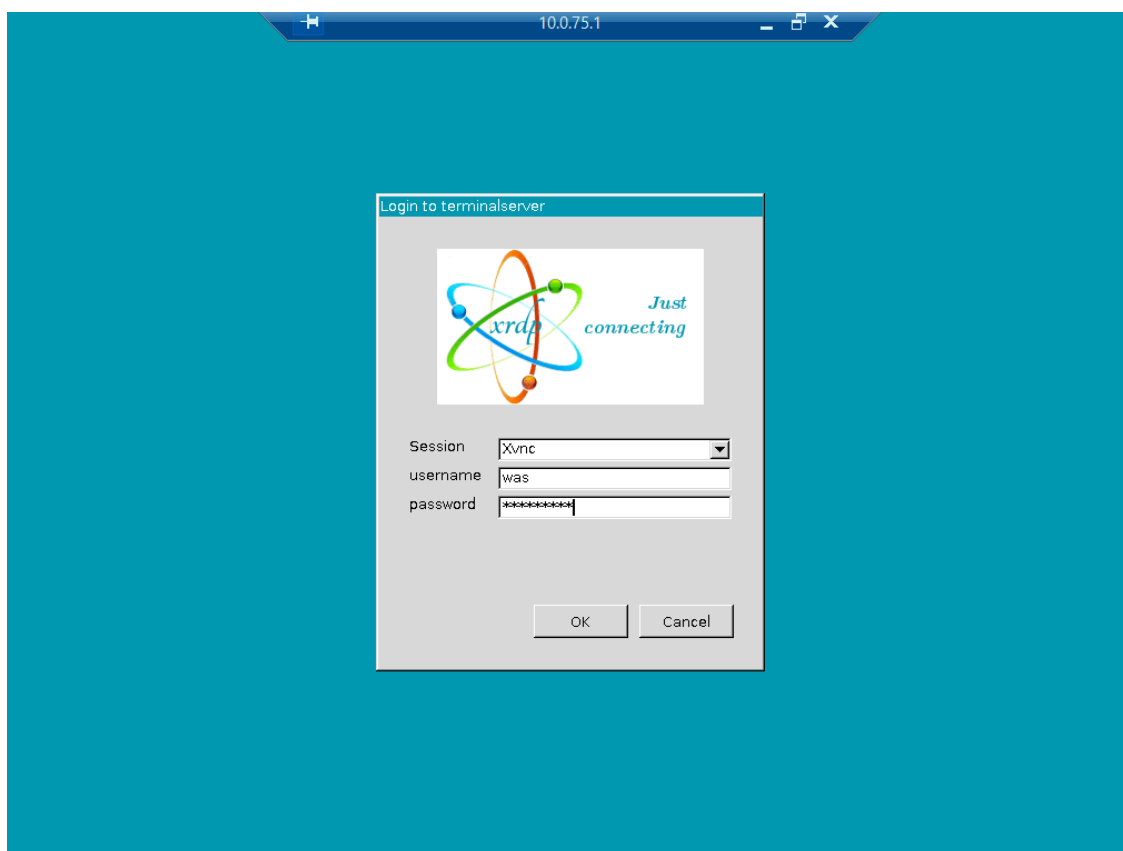 10.0.75.1
Login to terminalserver
xrdp
Just
connecting
Session Xvnc
username was
password *********
OK Cancel